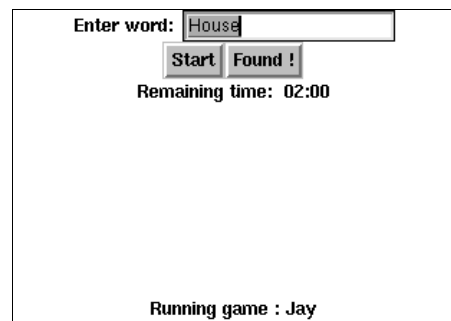 Enter word: House
Start Found !
Remaining time: 02:00
Running game : Jay